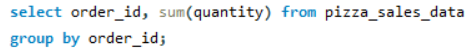 select order_id, sum(quantity) from pizza_sales_data
group by order_id;